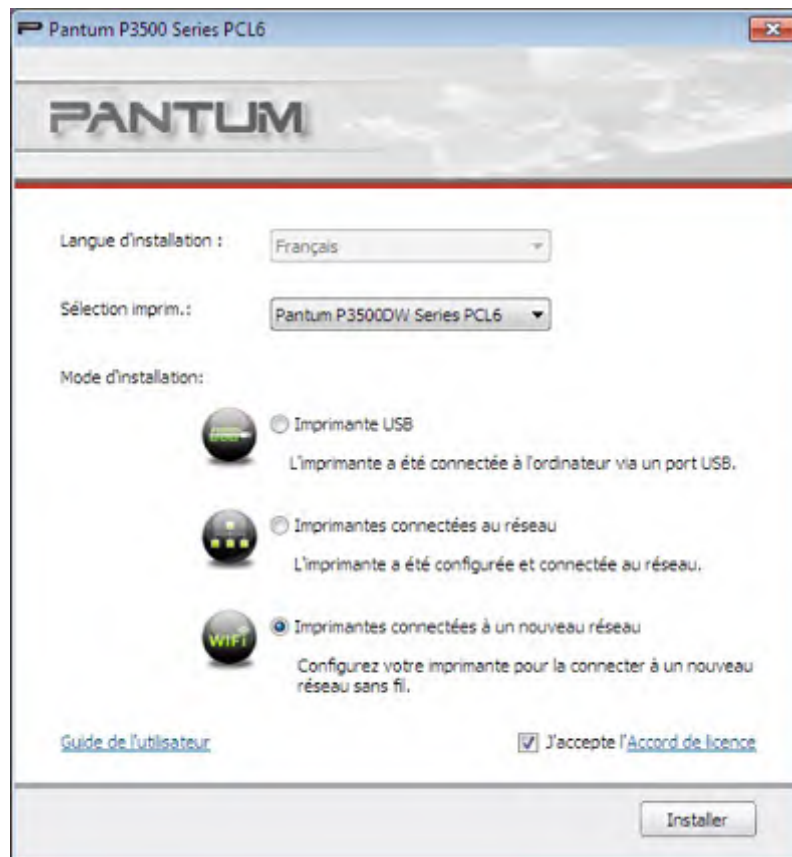 Pantum P3500 Series PCL6
PANTUM
Langue d'installation :
Français
Sélection imprim.:
Pantum P3500DW Series PCL6
Mode d'installation:
Imprimante USB
L'imprimante a été connectée à l'ordinateur via un port USB.
Imprimantes connectées au réseau
L'imprimante a été configurée et connectée au réseau.
WiFi
Imprimantes connectées à un nouveau réseau
Configurez votre imprimante pour la connecter à un nouveau
réseau sans fil.
Guide de l'utilisateur
J'accepte l'Accord de licence
Installer